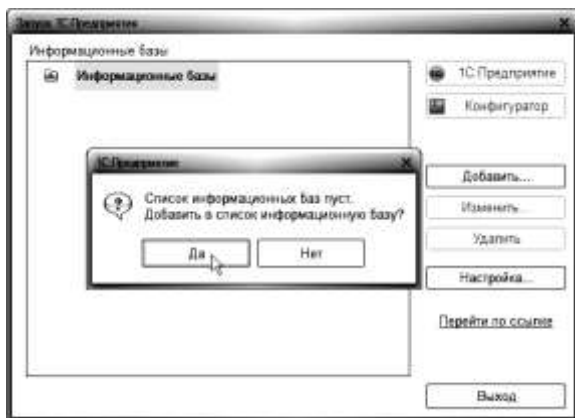 Запуск 1С:Предприятия
Информационные базы
Информационные базы
1С:Предприятие
Конфигуратор
1С:Предприятие
Список информационных баз пуст.
Добавить в список информационную базу?
Да
Нет
Добавить...
Изменить...
Удалить
Настройка...
Перейти по ссылке
Выход